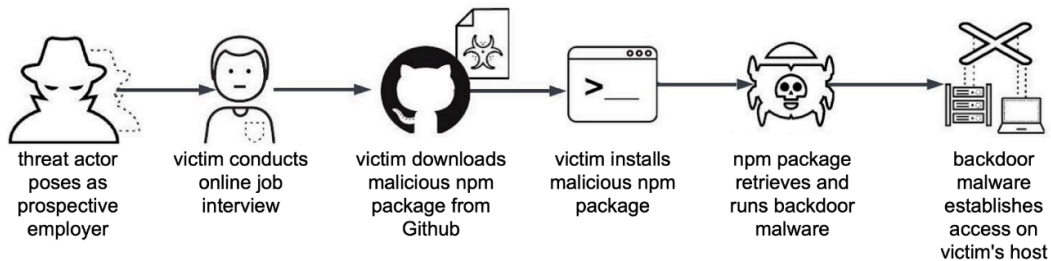 threat actor
poses as
prospective
employer
victim conducts
online job
interview
victim downloads
malicious npm
package from
Github
>__
victim installs
malicious npm
package
npm package
retrieves and
runs backdoor
malware
backdoor
malware
establishes
access on
victim's host